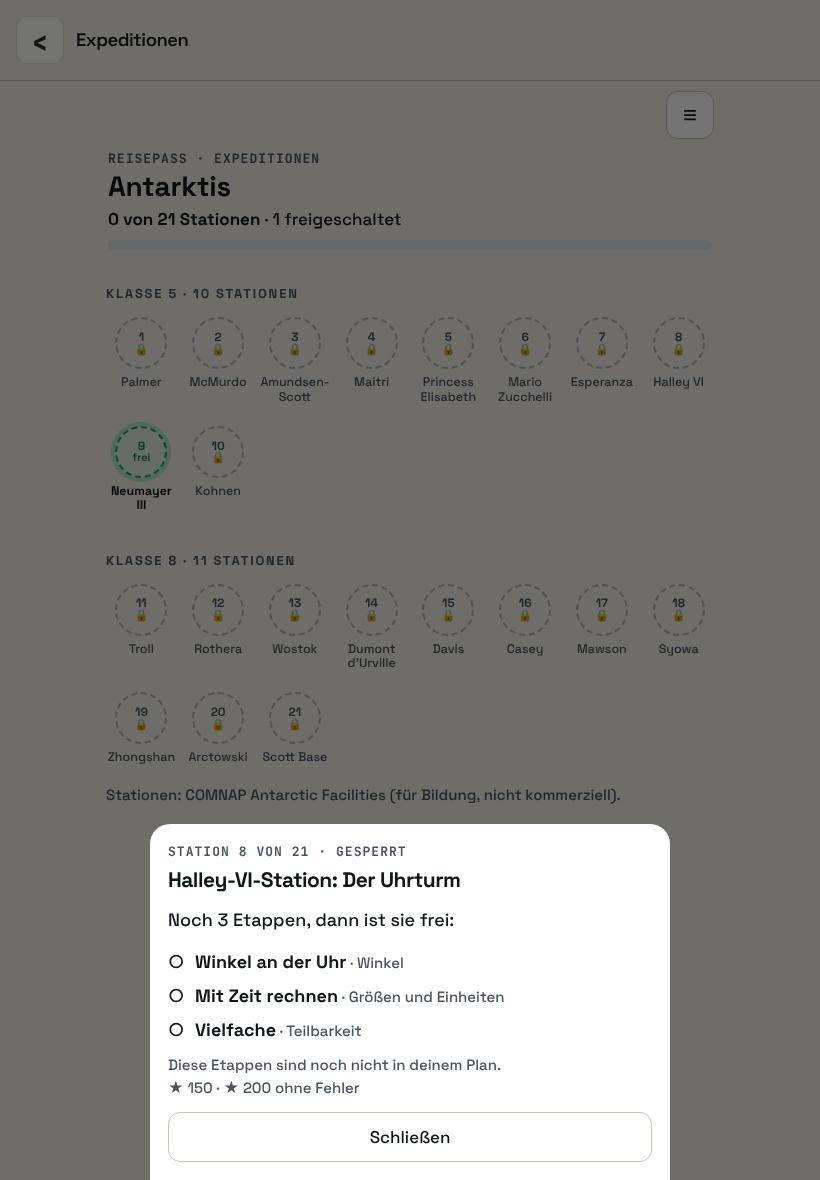 <
Expeditionen
≡
REISEPASS · EXPEDITIONEN
Antarktis
0 von 21 Stationen · 1 freigeschaltet
KLASSE 5 · 10 STATIONEN
1 2 3 4 5 6 7 8
Palmer McMurdo Amundsen-Scott Maitri Princess Elisabeth Mario Zucchelli Esperanza Halley VI
9 10
frei
Neumayer III Kohnen
KLASSE 8 · 11 STATIONEN
11 12 13 14 15 16 17 18
Troll Rothera Wostok Dumont d'Urville Davis Casey Mawson Syowa
19 20 21
Zhongshan Arctowski Scott Base
Stationen: COMNAP Antarctic Facilities (für Bildung, nicht kommerziell).
STATION 8 VON 21 · GESPERRT
Halley-VI-Station: Der Uhrturm
Noch 3 Etappen, dann ist sie frei:
Winkel an der Uhr · Winkel
Mit Zeit rechnen · Größen und Einheiten
Vielfache · Teilbarkeit
Diese Etappen sind noch nicht in deinem Plan.
★ 150 · ★ 200 ohne Fehler
Schließen